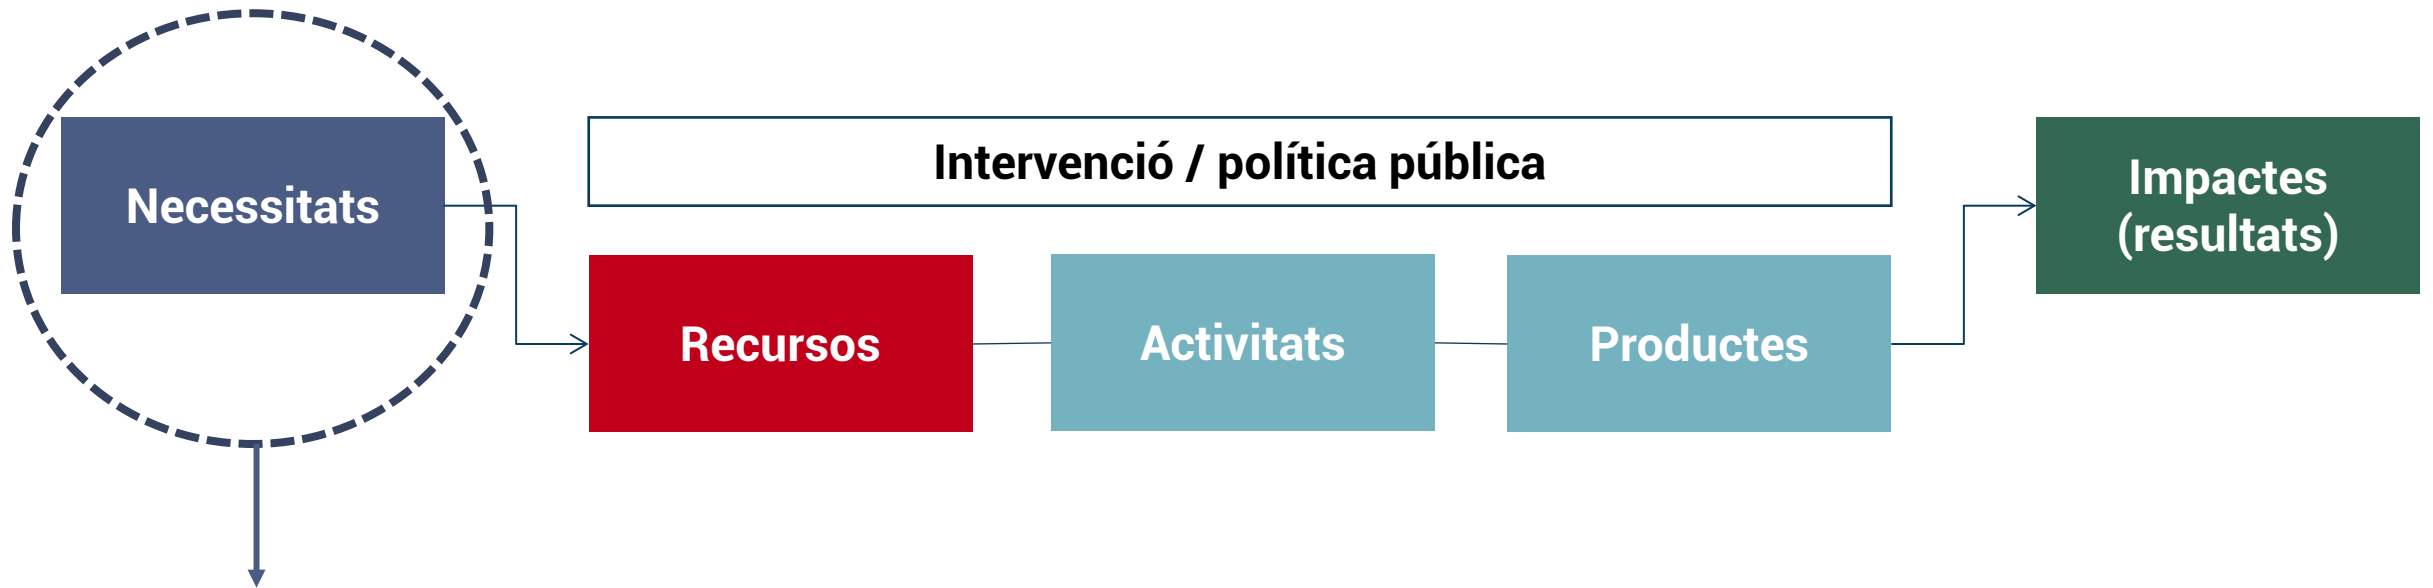 Necessitats
Intervenció / política pública
Recursos
Activitats
Productes
Impactes
(resultats)